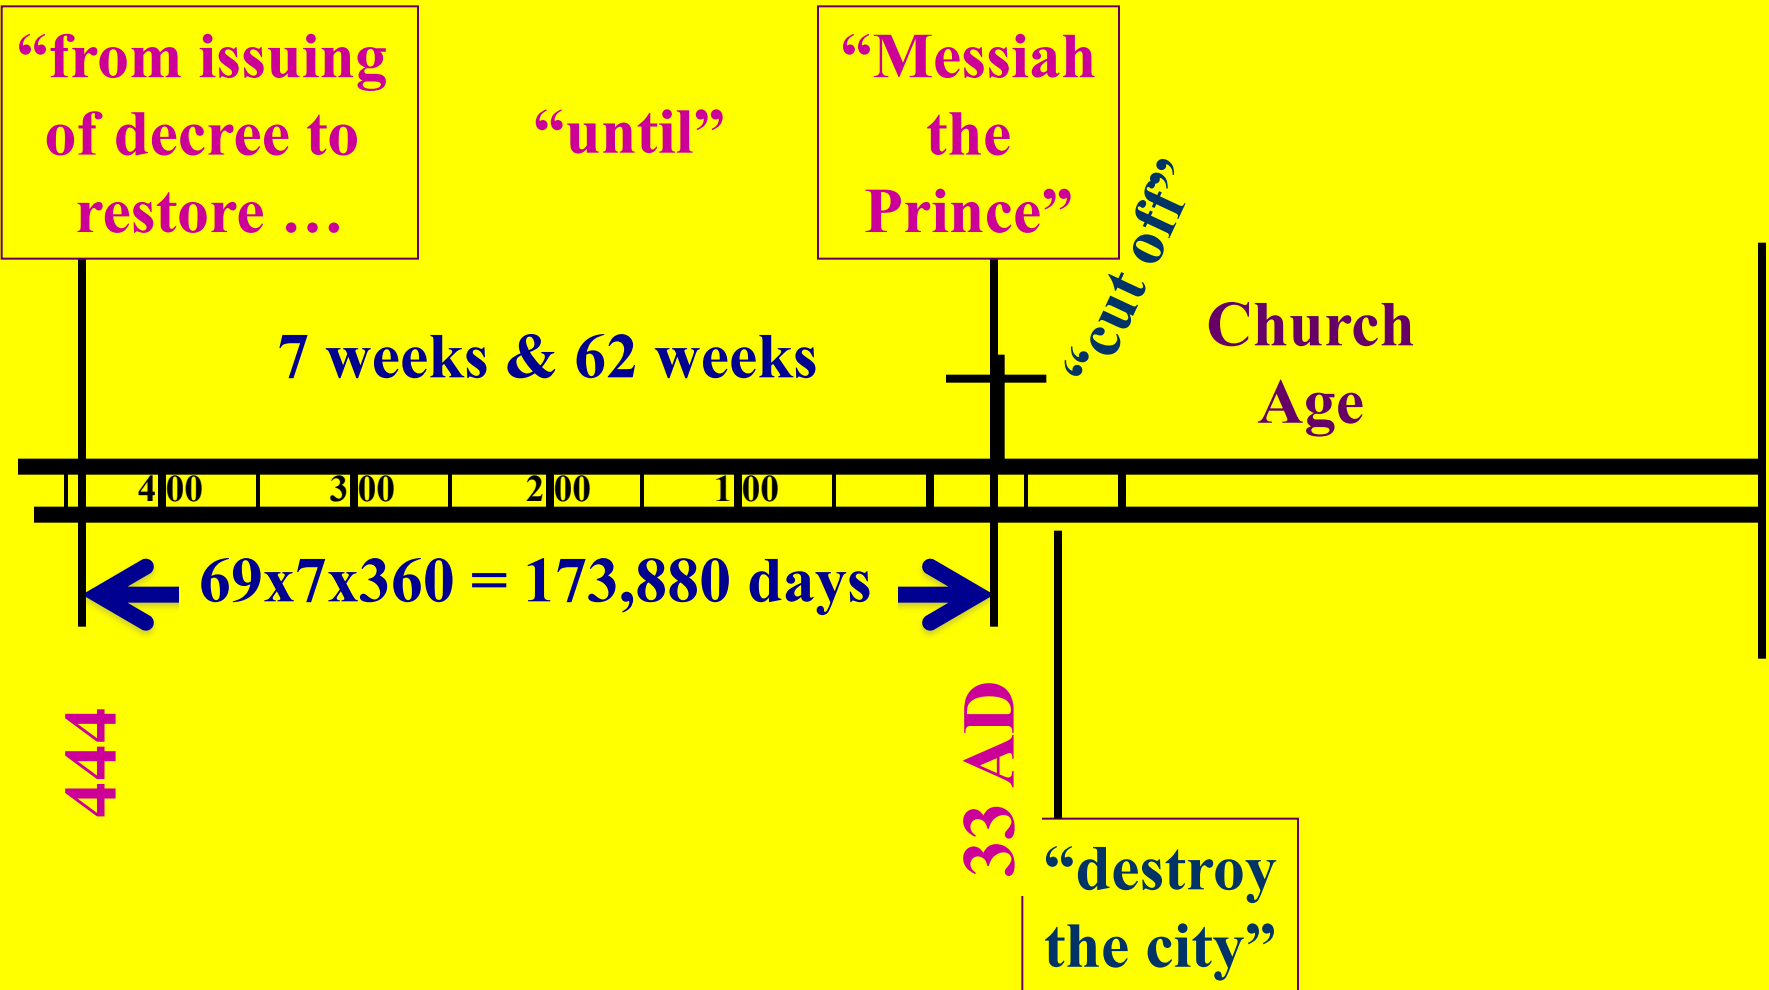 “from issuing
of decree to
restore …
“until”
“Messiah
the
Prince”
“cut off”
7 weeks & 62 weeks
Church
Age
400 300 200 100
69x7x360 = 173,880 days
444
33 AD
“destroy
the city”